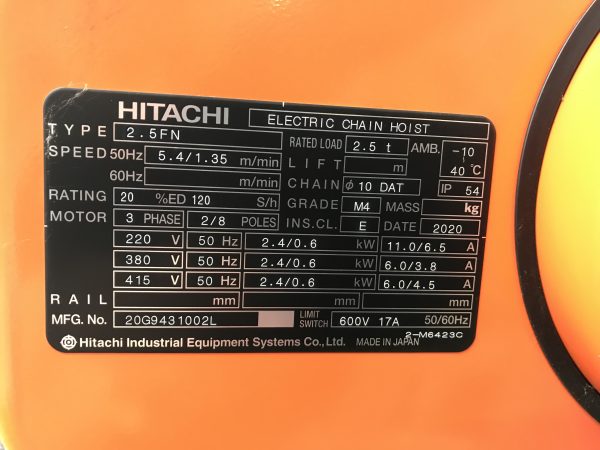 HITACHI ELECTRIC CHAIN HOIST
TYPE 2.5FN RATED LOAD 2.5 t AMB. -10
SPEED 50Hz 5.4/1.35 m/min LIFT m 40 ℃
60Hz m/min CHAIN φ10 DAT IP 54
RATING 20 %ED 120 S/h GRADE M4 MASS kg
MOTOR 3 PHASE 2/8 POLES INS.CL. E DATE 2020
220 V 50 Hz 2.4/0.6 kW 11.0/6.5 A
380 V 50 Hz 2.4/0.6 kW 6.0/3.8 A
415 V 50 Hz 2.4/0.6 kW 6.0/4.5 A
RAIL mm mm mm
MFG. No. 20G9431002L LIMIT SWITCH 600V 17A 50/60Hz
2-M6423C
Hitachi Industrial Equipment Systems Co.,Ltd. MADE IN JAPAN